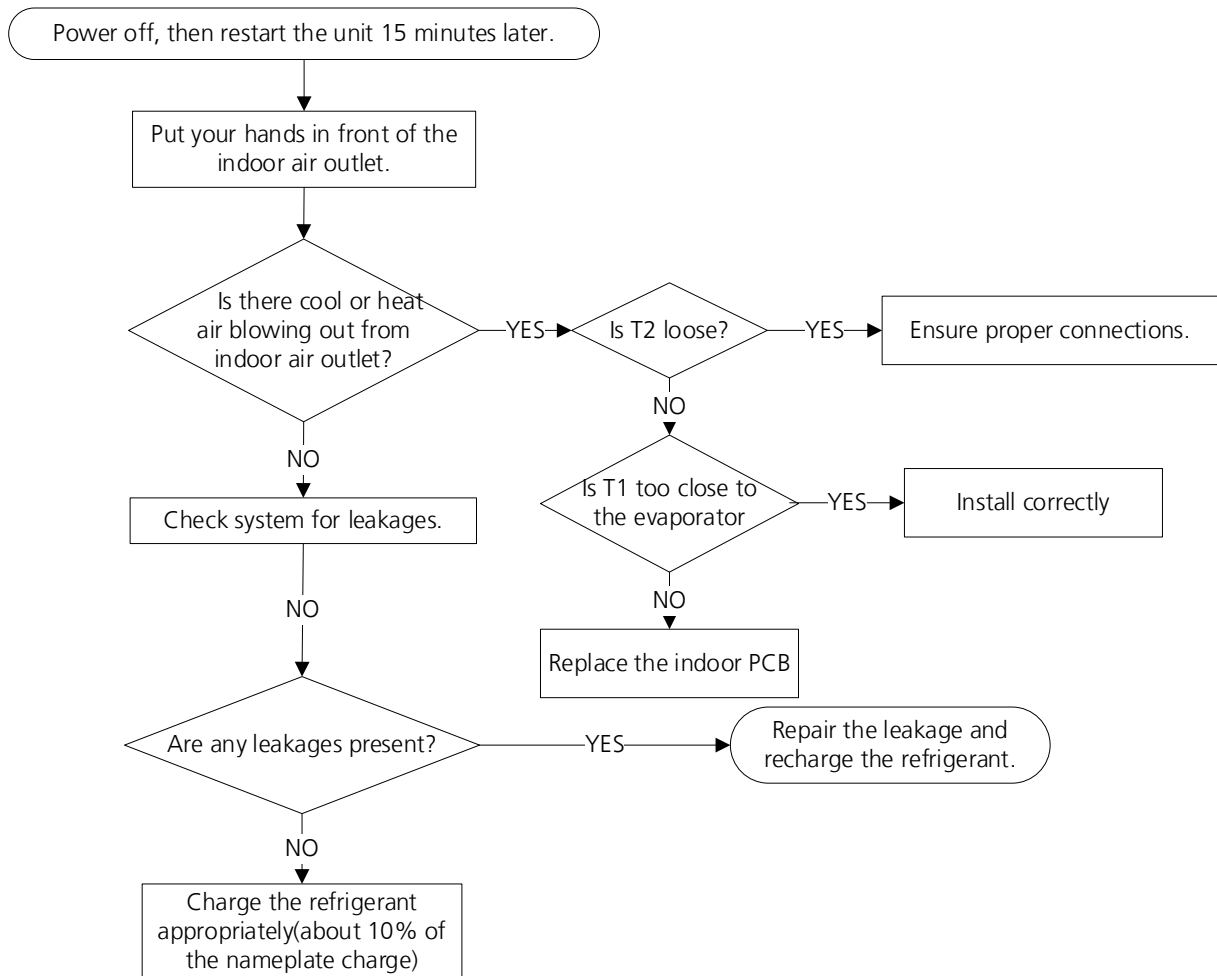 Power off, then restart the unit 15 minutes later.
Put your hands in front of the
indoor air outlet.
Is there cool or heat
air blowing out from
indoor air outlet?
YES
Is T2 loose?
YES
Ensure proper connections.
NO
Is T1 too close to
the evaporator
YES
Install correctly
NO
Replace the indoor PCB
NO
Check system for leakages.
NO
Are any leakages present?
YES
Repair the leakage and
recharge the refrigerant.
NO
Charge the refrigerant
appropriately(about 10% of
the nameplate charge)